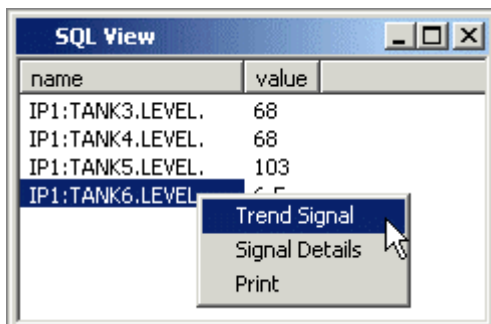 SQL View
name value
IP1:TANK3.LEVEL. 68
IP1:TANK4.LEVEL. 68
IP1:TANK5.LEVEL. 103
IP1:TANK6.LEVEL
Trend Signal
Signal Details
Print